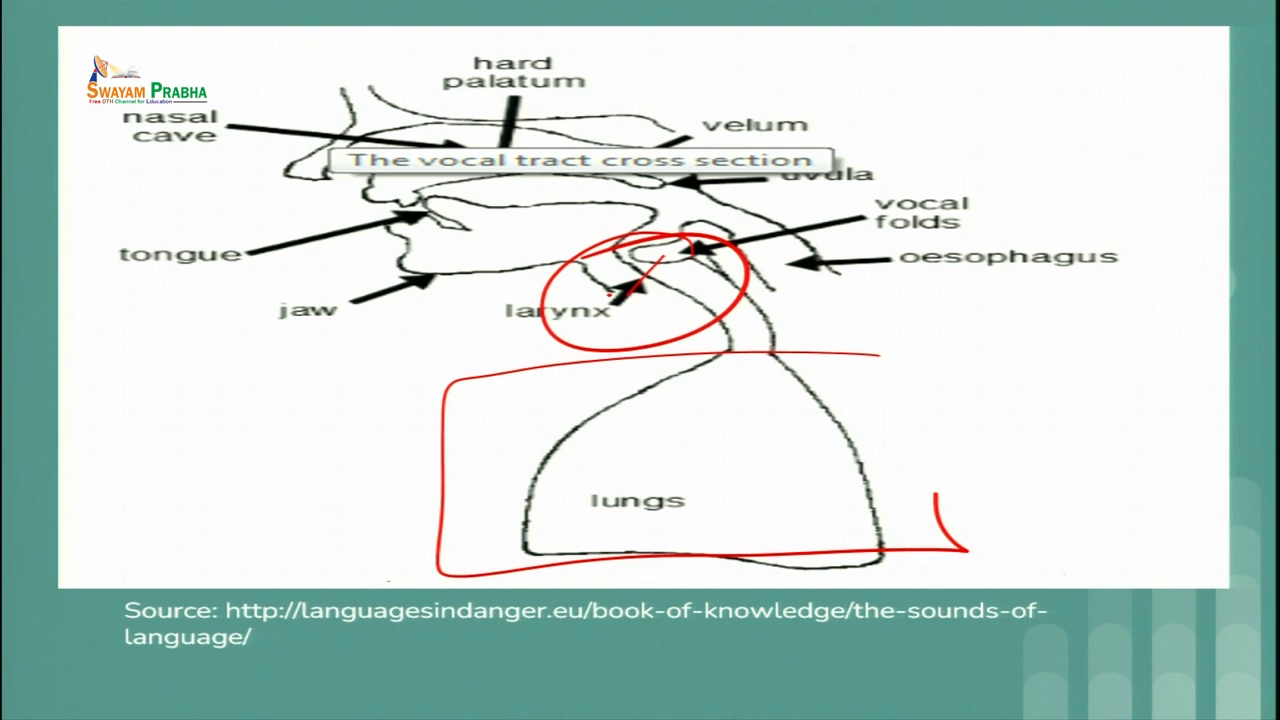 SWAYAM PRABHA
Free DTH Channel for Education
hard
palatum
nasal
cave
velum
The vocal tract cross section
uvula
vocal
folds
tongue
oesophagus
jaw
larynx
lungs
Source: http://languagesindanger.eu/book-of-knowledge/the-sounds-of-
language/